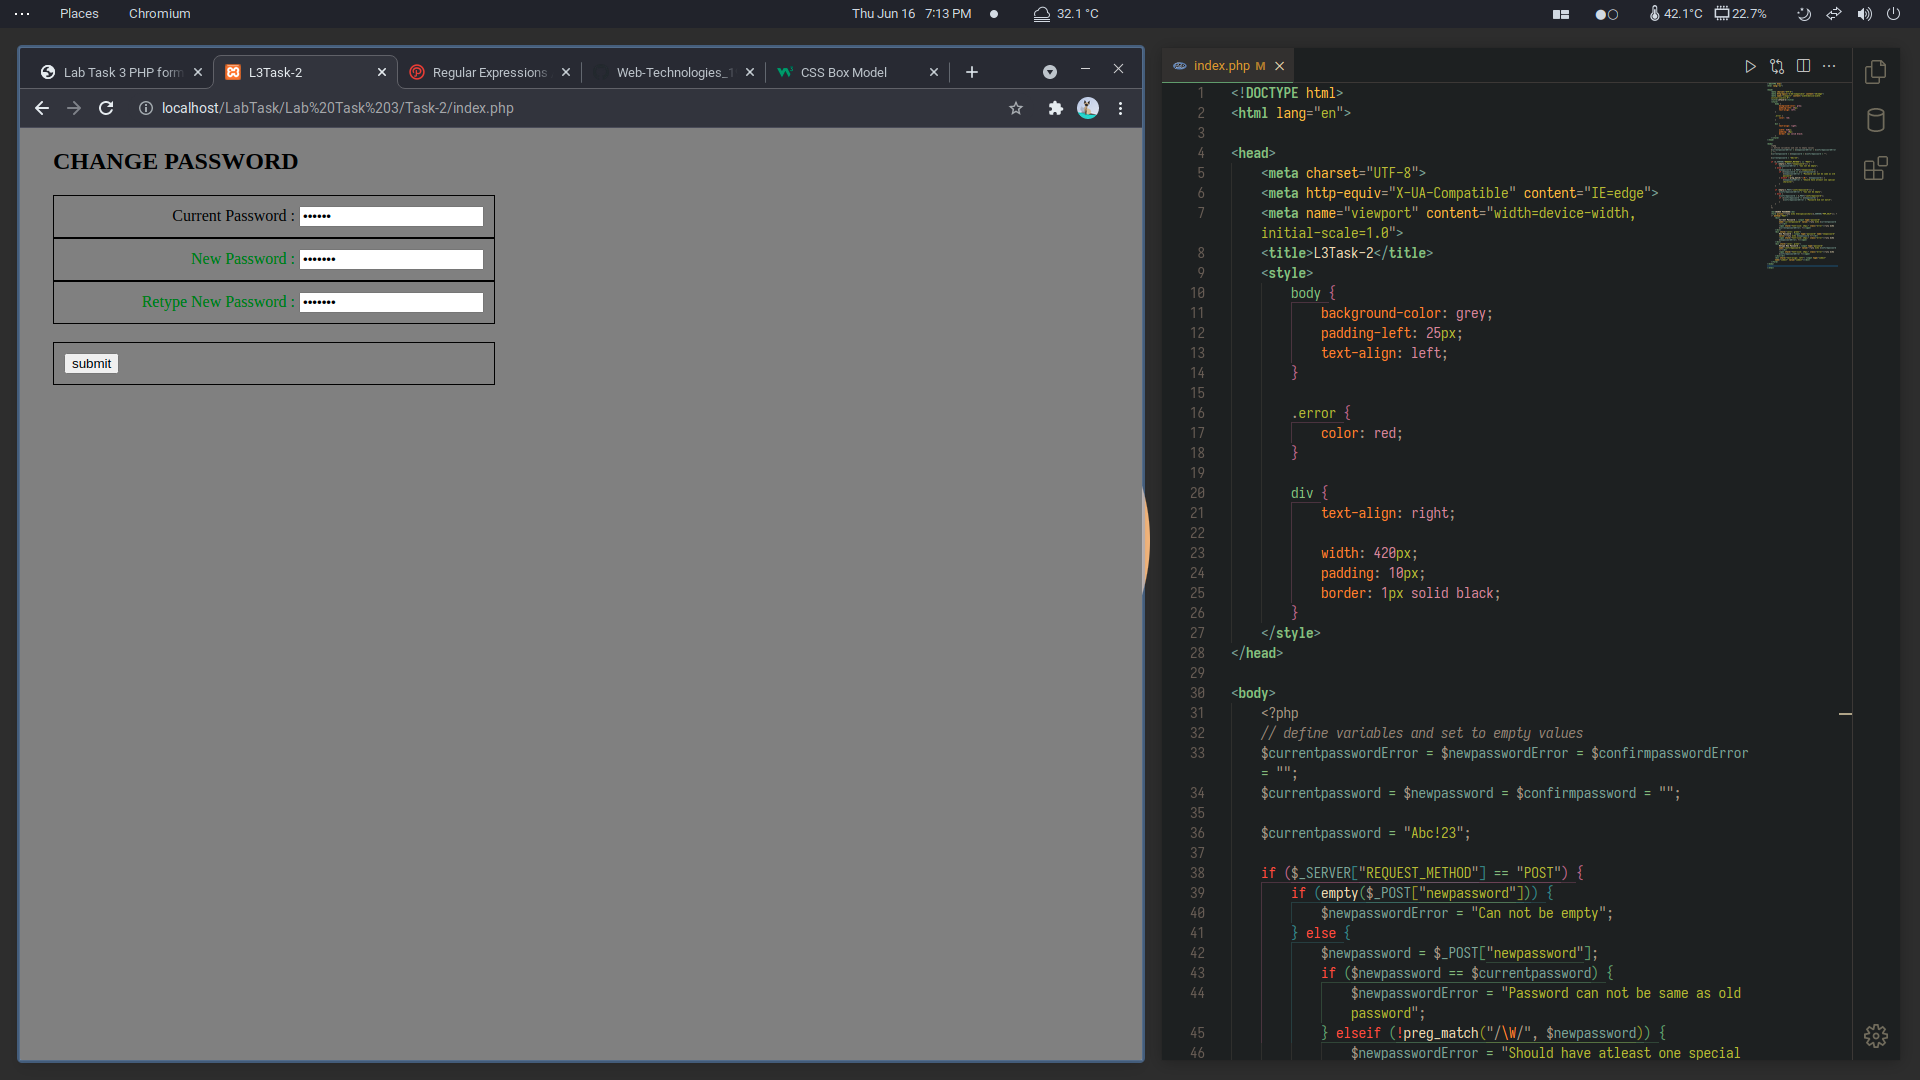 Places
Chromium
Thu Jun 16 7:13 PM
32.1 °C
42.1°C
22.7%
Lab Task 3 PHP form
L3Task-2
Regular Expressions
Web-Technologies_1
CSS Box Model
localhost/LabTask/Lab%20Task%203/Task-2/index.php
CHANGE PASSWORD
Current Password : ••••••
New Password : •••••••
Retype New Password : •••••••
submit
index.php M
1 <!DOCTYPE html>
2 <html lang="en">
3
4 <head>
5 <meta charset="UTF-8">
6 <meta http-equiv="X-UA-Compatible" content="IE=edge">
7 <meta name="viewport" content="width=device-width,
initial-scale=1.0">
8 <title>L3Task-2</title>
9 <style>
10 body {
11 background-color: grey;
12 padding-left: 25px;
13 text-align: left;
14 }
15
16 .error {
17 color: red;
18 }
19
20 div {
21 text-align: right;
22
23 width: 420px;
24 padding: 10px;
25 border: 1px solid black;
26 }
27 </style>
28 </head>
29
30 <body>
31 <?php
32 // define variables and set to empty values
33 $currentpasswordError = $newpasswordError = $confirmpasswordError
= "";
34 $currentpassword = $newpassword = $confirmpassword = "";
35
36 $currentpassword = "Abc!23";
37
38 if ($_SERVER["REQUEST_METHOD"] == "POST") {
39 if (empty($_POST["newpassword"])) {
40 $newpasswordError = "Can not be empty";
41 } else {
42 $newpassword = $_POST["newpassword"];
43 if ($newpassword == $currentpassword) {
44 $newpasswordError = "Password can not be same as old
password";
45 } elseif (!preg_match("/\W/", $newpassword)) {
46 $newpasswordError = "Should have atleast one special